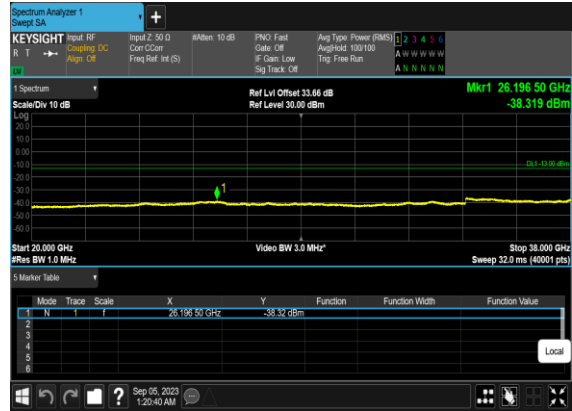 Spectrum Analyzer 1
Swept SA
+
KEYSIGHT Input: RF Input Z: 50 Ω #Atten: 10 dB PNO: Fast Avg Type: Power (RMS) 1 2 3 4 5 6
R T Coupling: DC Corr CCorr Gate: Off Avg|Hold: 100/100 A W W W W W
Align: Off Freq Ref: Int (S) IF Gain: Low Trig: Free Run
Sig Track: Off A N N N N N
1 Spectrum Ref Lvl Offset 33.66 dB Mkr1 26.196 50 GHz
Scale/Div 10 dB Ref Level 30.00 dBm -38.319 dBm
Log
20.0
10.0
0.00
-10.0
DL1 -13.00 dBm
-20.0
-30.0
1
-40.0
-50.0
-60.0
Start 20.000 GHz Video BW 3.0 MHz* Stop 38.000 GHz
#Res BW 1.0 MHz Sweep 32.0 ms (40001 pts)
5 Marker Table
Mode Trace Scale X Y Function Function Width Function Value
1 N 1 f 26.196 50 GHz -38.32 dBm
2
3
4
5
6
Local
? Sep 05, 2023
1:20:40 AM